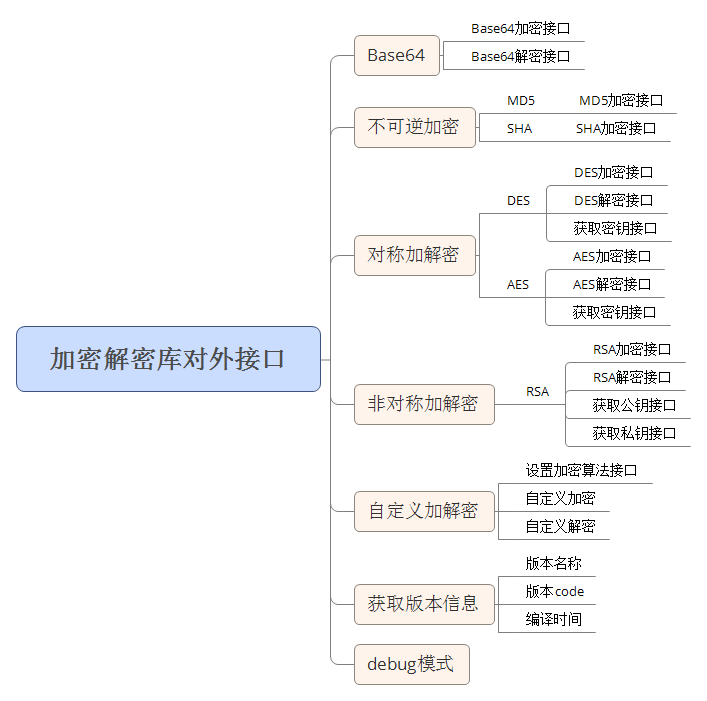 加密解密库对外接口
Base64
Base64加密接口
Base64解密接口
不可逆加密
MD5 MD5加密接口
SHA SHA加密接口
对称加解密
DES
DES加密接口
DES解密接口
获取密钥接口
AES
AES加密接口
AES解密接口
获取密钥接口
非对称加解密
RSA
RSA加密接口
RSA解密接口
获取公钥接口
获取私钥接口
自定义加解密
设置加密算法接口
自定义加密
自定义解密
获取版本信息
版本名称
版本code
编译时间
debug模式